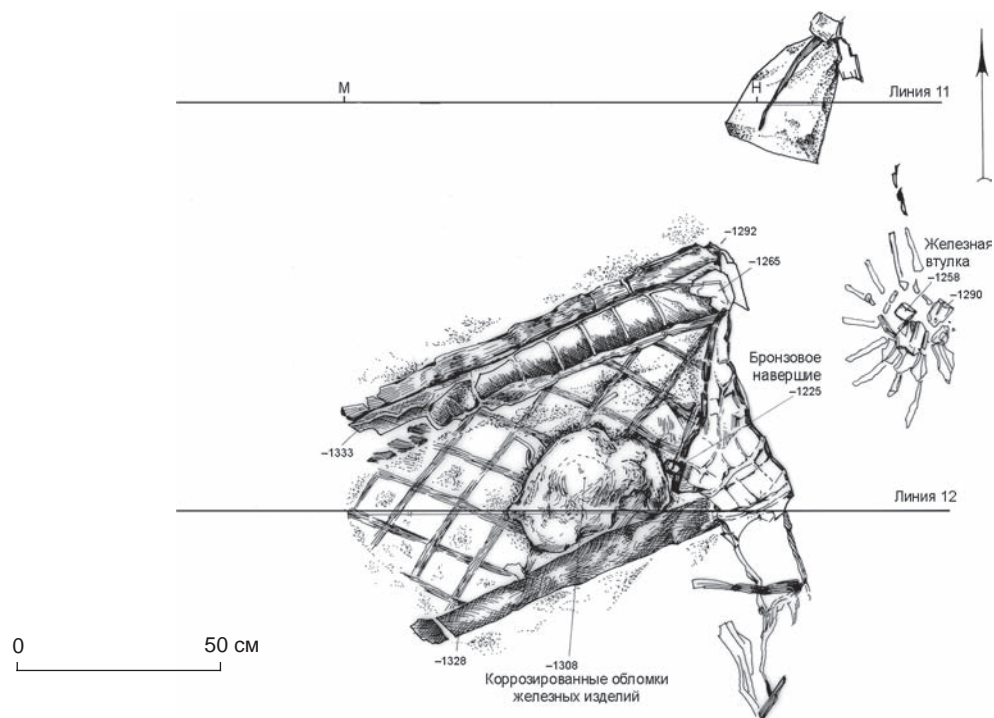 М
Н
Линия 11
–1292
–1265
Железная
втулка
–1258
–1290
Бронзовое
навершие
–1225
–1333
Линия 12
0
50 см
–1328
–1308
Коррозированные обломки
железных изделий